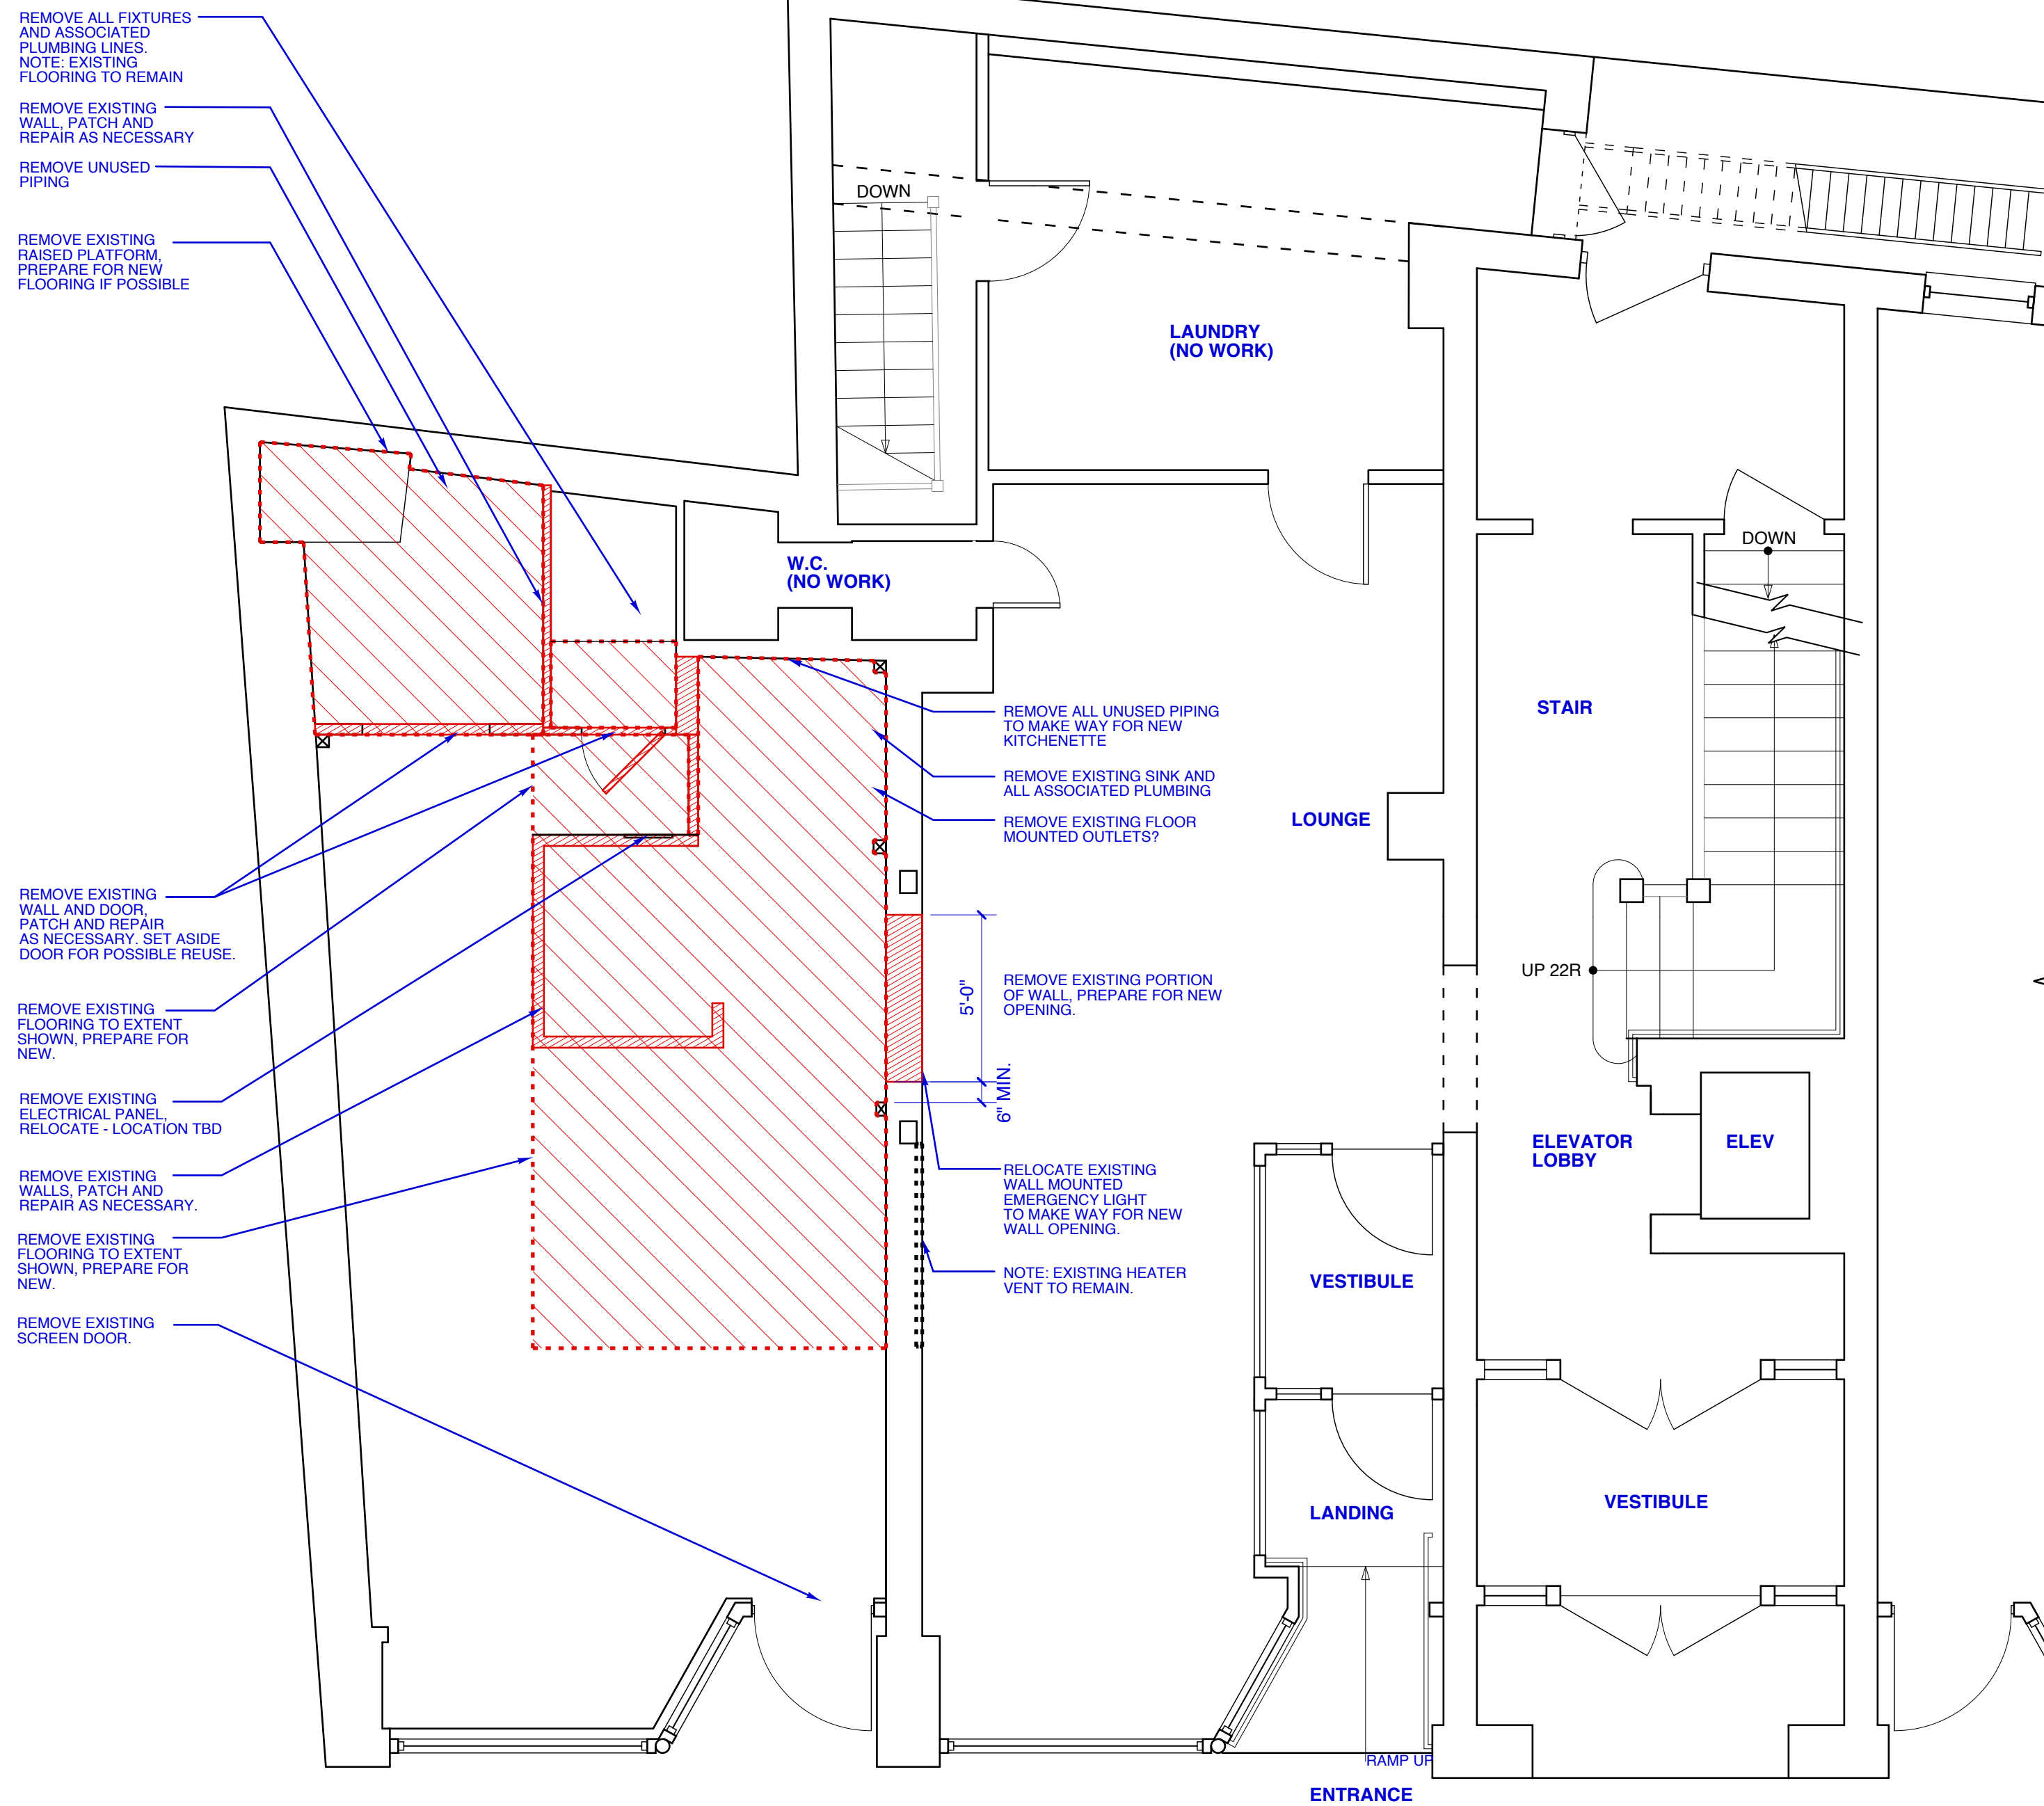 REMOVE ALL FIXTURES
AND ASSOCIATED
PLUMBING LINES.
NOTE: EXISTING
FLOORING TO REMAIN
REMOVE EXISTING
WALL, PATCH AND
REPAIR AS NECESSARY
REMOVE UNUSED
PIPING
REMOVE EXISTING
RAISED PLATFORM,
PREPARE FOR NEW
FLOORING IF POSSIBLE
REMOVE EXISTING
WALL AND DOOR,
PATCH AND REPAIR
AS NECESSARY. SET ASIDE
DOOR FOR POSSIBLE REUSE.
REMOVE EXISTING
FLOORING TO EXTENT
SHOWN, PREPARE FOR
NEW.
REMOVE EXISTING
ELECTRICAL PANEL,
RELOCATE - LOCATION TBD
REMOVE EXISTING
WALLS, PATCH AND
REPAIR AS NECESSARY.
REMOVE EXISTING
FLOORING TO EXTENT
SHOWN, PREPARE FOR
NEW.
REMOVE EXISTING
SCREEN DOOR.
DOWN
LAUNDRY
(NO WORK)
W.C.
(NO WORK)
REMOVE ALL UNUSED PIPING
TO MAKE WAY FOR NEW
KITCHENETTE
REMOVE EXISTING SINK AND
ALL ASSOCIATED PLUMBING
REMOVE EXISTING FLOOR
MOUNTED OUTLETS?
5'-0"
REMOVE EXISTING PORTION
OF WALL, PREPARE FOR NEW
OPENING.
6" MIN.
RELOCATE EXISTING
WALL MOUNTED
EMERGENCY LIGHT
TO MAKE WAY FOR NEW
WALL OPENING.
NOTE: EXISTING HEATER
VENT TO REMAIN.
LOUNGE
DOWN
STAIR
UP 22R
ELEVATOR
LOBBY
ELEV
VESTIBULE
LANDING
VESTIBULE
RAMP UP
ENTRANCE